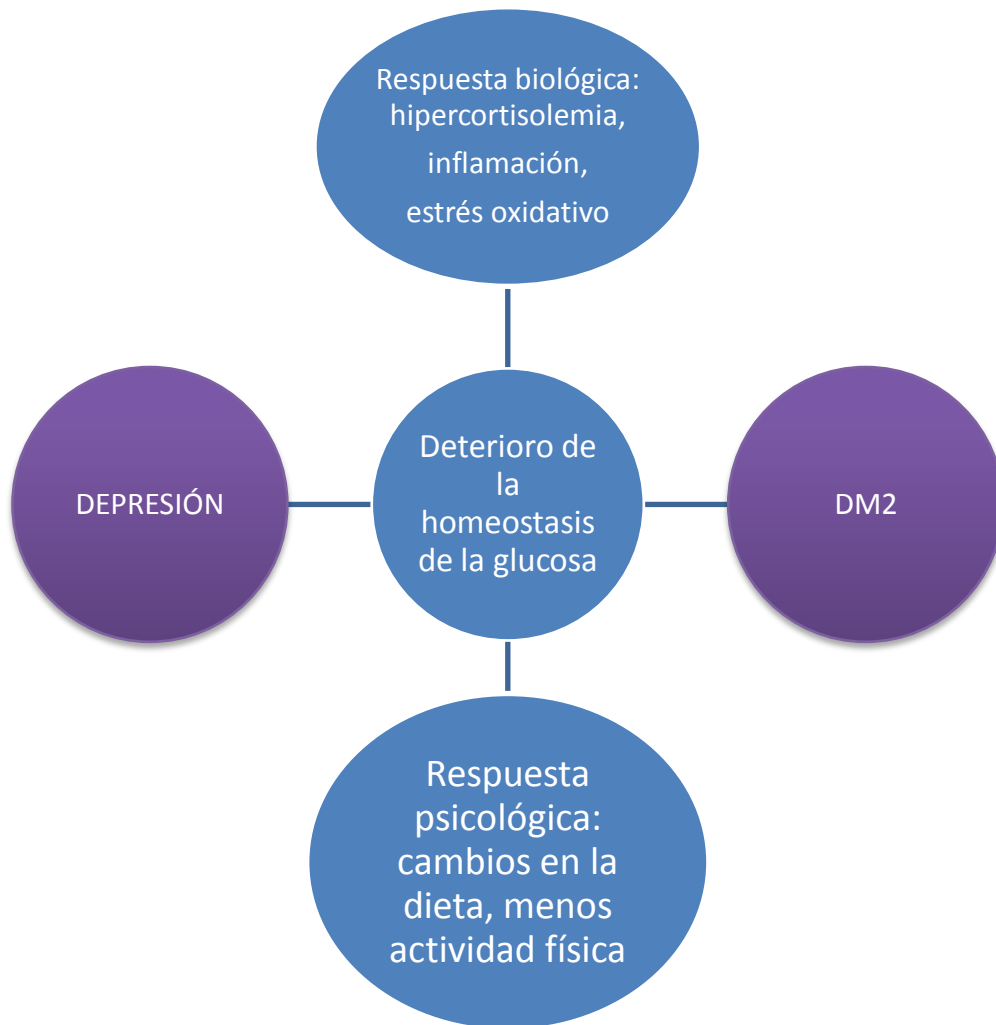 Respuesta biológica:
hipercortisolemia,
inflamación,
estrés oxidativo
DEPRESIÓN
Deterioro de
la
homeostasis
de la glucosa
DM2
Respuesta
psicológica:
cambios en la
dieta, menos
actividad física